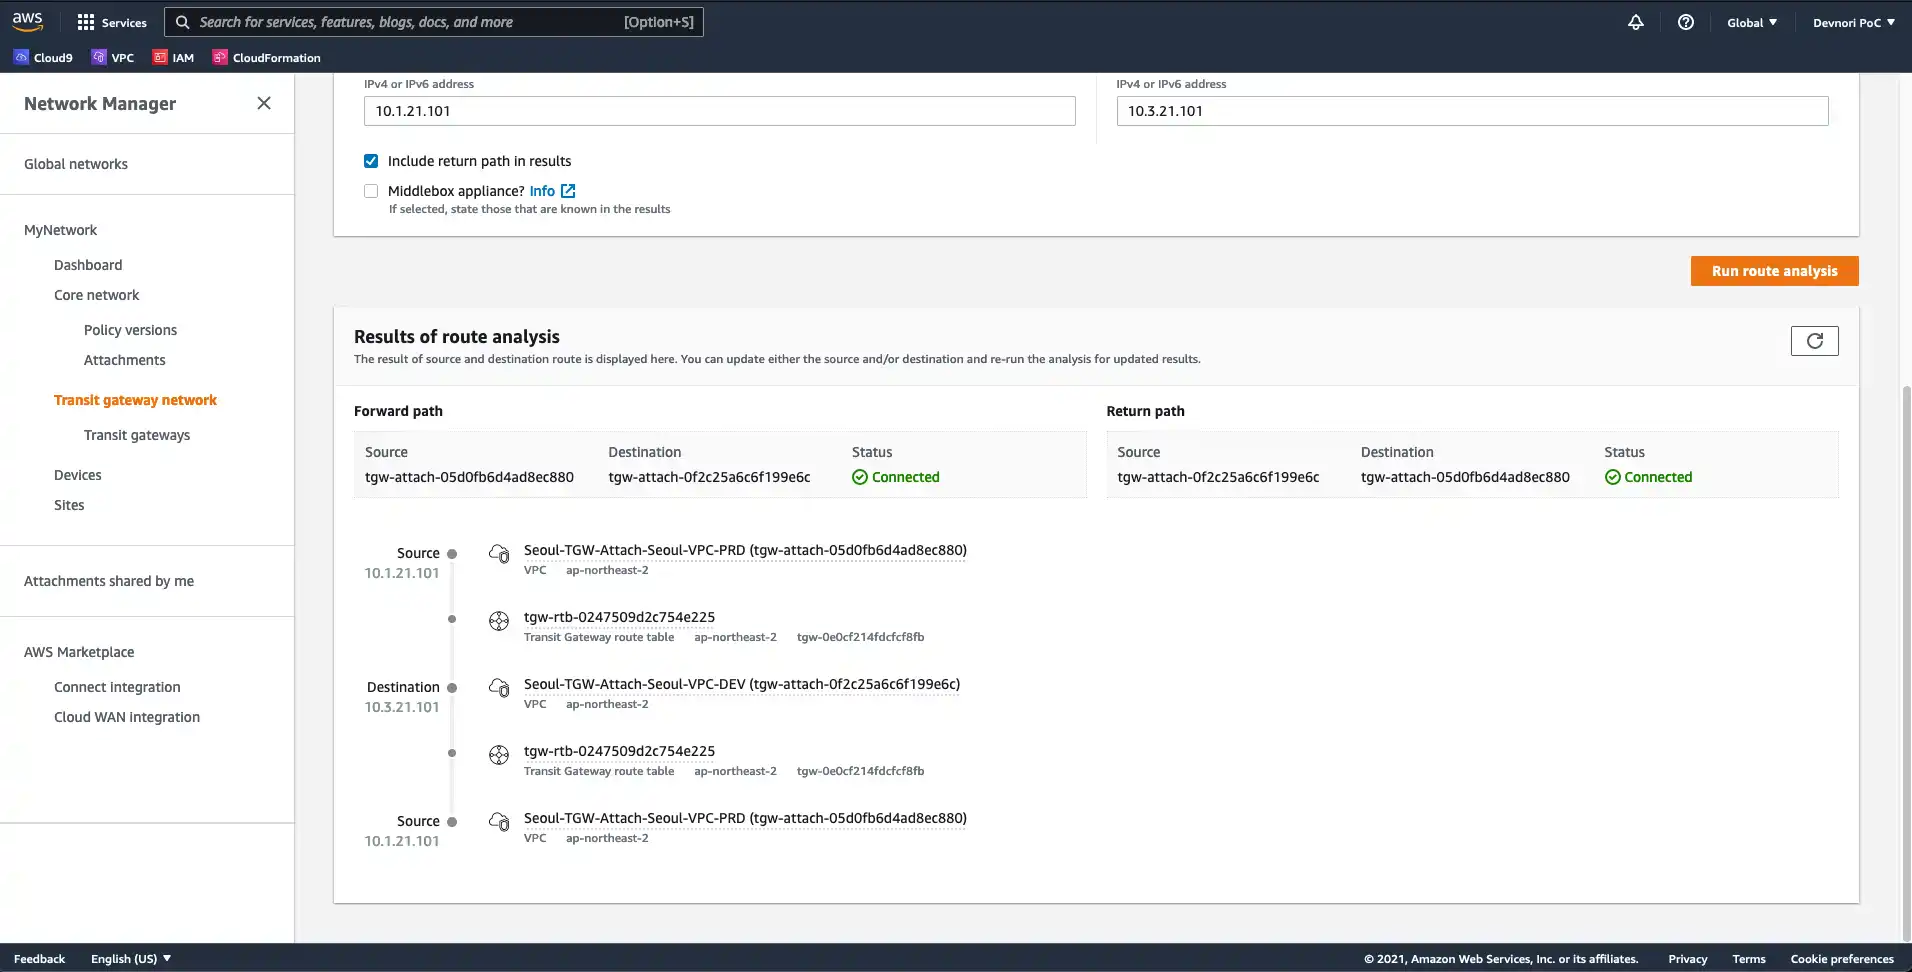 aws
Services
Search for services, features, blogs, docs, and more
[Option+S]
Global
Devnori PoC
Cloud9
VPC
IAM
CloudFormation
Network Manager
Global networks
MyNetwork
Dashboard
Core network
Policy versions
Attachments
Transit gateway network
Transit gateways
Devices
Sites
Attachments shared by me
AWS Marketplace
Connect integration
Cloud WAN integration
IPv4 or IPv6 address
10.1.21.101
IPv4 or IPv6 address
10.3.21.101
Include return path in results
Middlebox appliance? Info
If selected, state those that are known in the results
Run route analysis
Results of route analysis
The result of source and destination route is displayed here. You can update either the source and/or destination and re-run the analysis for updated results.
Forward path
Source Destination Status
tgw-attach-05d0fb6d4ad8ec880 tgw-attach-0f2c25a6c6f199e6c Connected
Return path
Source Destination Status
tgw-attach-0f2c25a6c6f199e6c tgw-attach-05d0fb6d4ad8ec880 Connected
Source Seoul-TGW-Attach-Seoul-VPC-PRD (tgw-attach-05d0fb6d4ad8ec880)
10.1.21.101 VPC ap-northeast-2
tgw-rtb-0247509d2c754e225
Transit Gateway route table ap-northeast-2 tgw-0e0cf214fdcfcf8fb
Destination Seoul-TGW-Attach-Seoul-VPC-DEV (tgw-attach-0f2c25a6c6f199e6c)
10.3.21.101 VPC ap-northeast-2
tgw-rtb-0247509d2c754e225
Transit Gateway route table ap-northeast-2 tgw-0e0cf214fdcfcf8fb
Source Seoul-TGW-Attach-Seoul-VPC-PRD (tgw-attach-05d0fb6d4ad8ec880)
10.1.21.101 VPC ap-northeast-2
Feedback English (US)
© 2021, Amazon Web Services, Inc. or its affiliates. Privacy Terms Cookie preferences